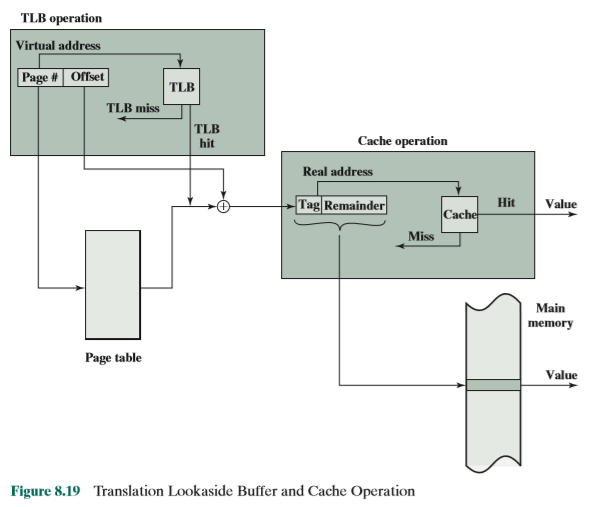 TLB operation
Virtual address
Page # Offset
TLB
TLB miss
TLB
hit
Cache operation
Real address
Tag Remainder
Cache
Hit
Value
Miss
Page table
Main
memory
Value
Figure 8.19 Translation Lookaside Buffer and Cache Operation